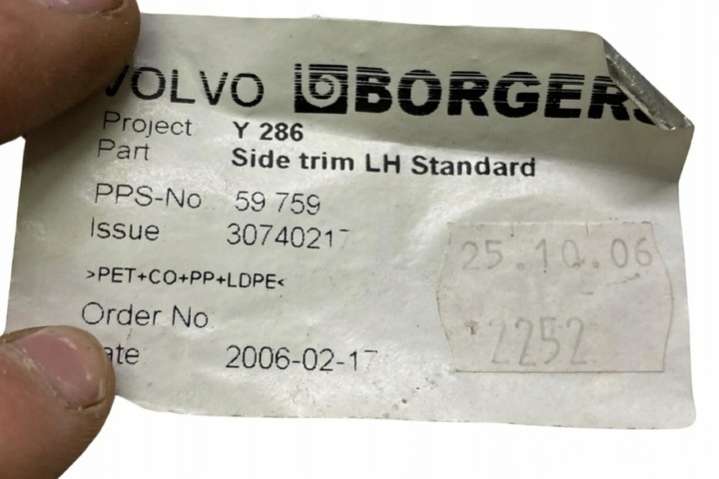 VOLVO BORGERS
Project Y 286
Part Side trim LH Standard
PPS-No 59 759
Issue 30740217
>PET+CO+PP+LDPE<
Order No
Date 2006-02-17
25.10.06
2252